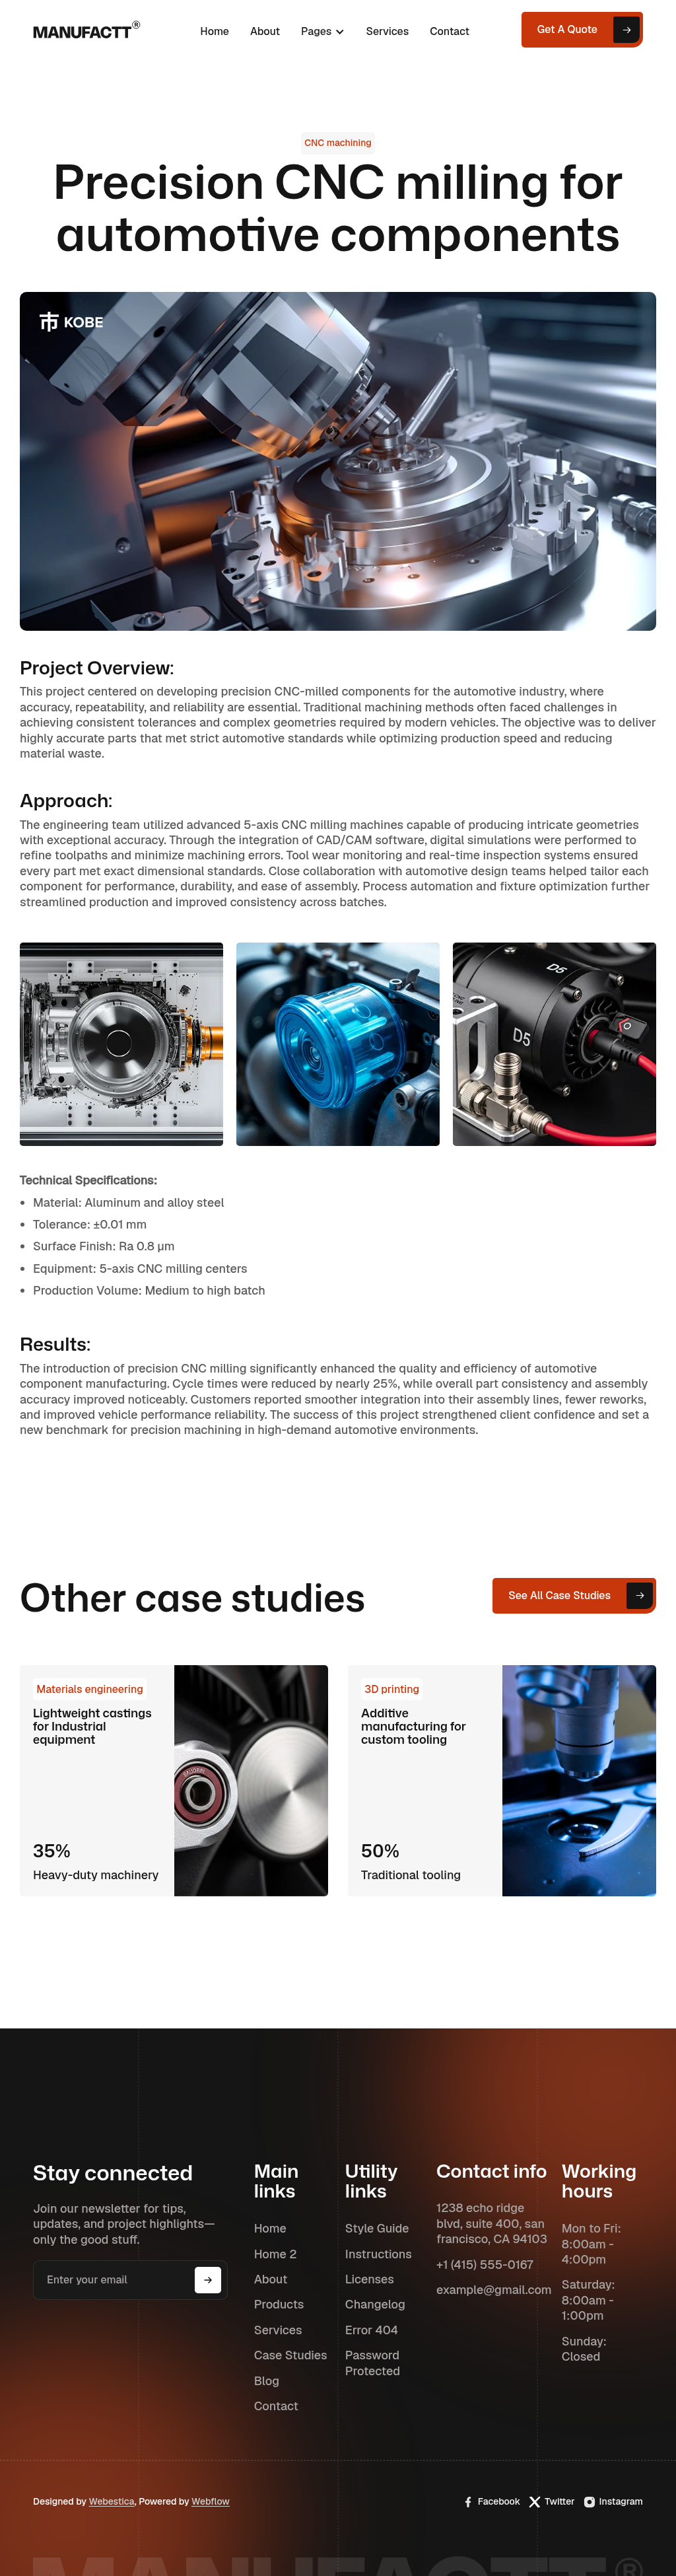 MANUFACTT®
Home About Pages Services Contact
Get A Quote
CNC machining
Precision CNC milling for
automotive components
市 KOBE
Project Overview:
This project centered on developing precision CNC-milled components for the automotive industry, where
accuracy, repeatability, and reliability are essential. Traditional machining methods often faced challenges in
achieving consistent tolerances and complex geometries required by modern vehicles. The objective was to deliver
highly accurate parts that met strict automotive standards while optimizing production speed and reducing
material waste.
Approach:
The engineering team utilized advanced 5-axis CNC milling machines capable of producing intricate geometries
with exceptional accuracy. Through the integration of CAD/CAM software, digital simulations were performed to
refine toolpaths and minimize machining errors. Tool wear monitoring and real-time inspection systems ensured
every part met exact dimensional standards. Close collaboration with automotive design teams helped tailor each
component for performance, durability, and ease of assembly. Process automation and fixture optimization further
streamlined production and improved consistency across batches.
D5
D5
Technical Specifications:
Material: Aluminum and alloy steel
Tolerance: ±0.01 mm
Surface Finish: Ra 0.8 µm
Equipment: 5-axis CNC milling centers
Production Volume: Medium to high batch
Results:
The introduction of precision CNC milling significantly enhanced the quality and efficiency of automotive
component manufacturing. Cycle times were reduced by nearly 25%, while overall part consistency and assembly
accuracy improved noticeably. Customers reported smoother integration into their assembly lines, fewer reworks,
and improved vehicle performance reliability. The success of this project strengthened client confidence and set a
new benchmark for precision machining in high-demand automotive environments.
Other case studies
See All Case Studies
Materials engineering
Lightweight castings
for Industrial
equipment
35%
Heavy-duty machinery
3D printing
Additive
manufacturing for
custom tooling
50%
Traditional tooling
Stay connected
Join our newsletter for tips,
updates, and project highlights—
only the good stuff.
Enter your email
Main
links
Home
Home 2
About
Products
Services
Case Studies
Blog
Contact
Utility
links
Style Guide
Instructions
Licenses
Changelog
Error 404
Password
Protected
Contact info
1238 echo ridge
blvd, suite 400, san
francisco, CA 94103
+1 (415) 555-0167
example@gmail.com
Working
hours
Mon to Fri:
8:00am -
4:00pm
Saturday:
8:00am -
1:00pm
Sunday:
Closed
Designed by Webestica, Powered by Webflow
Facebook Twitter Instagram
MANUFACTT®